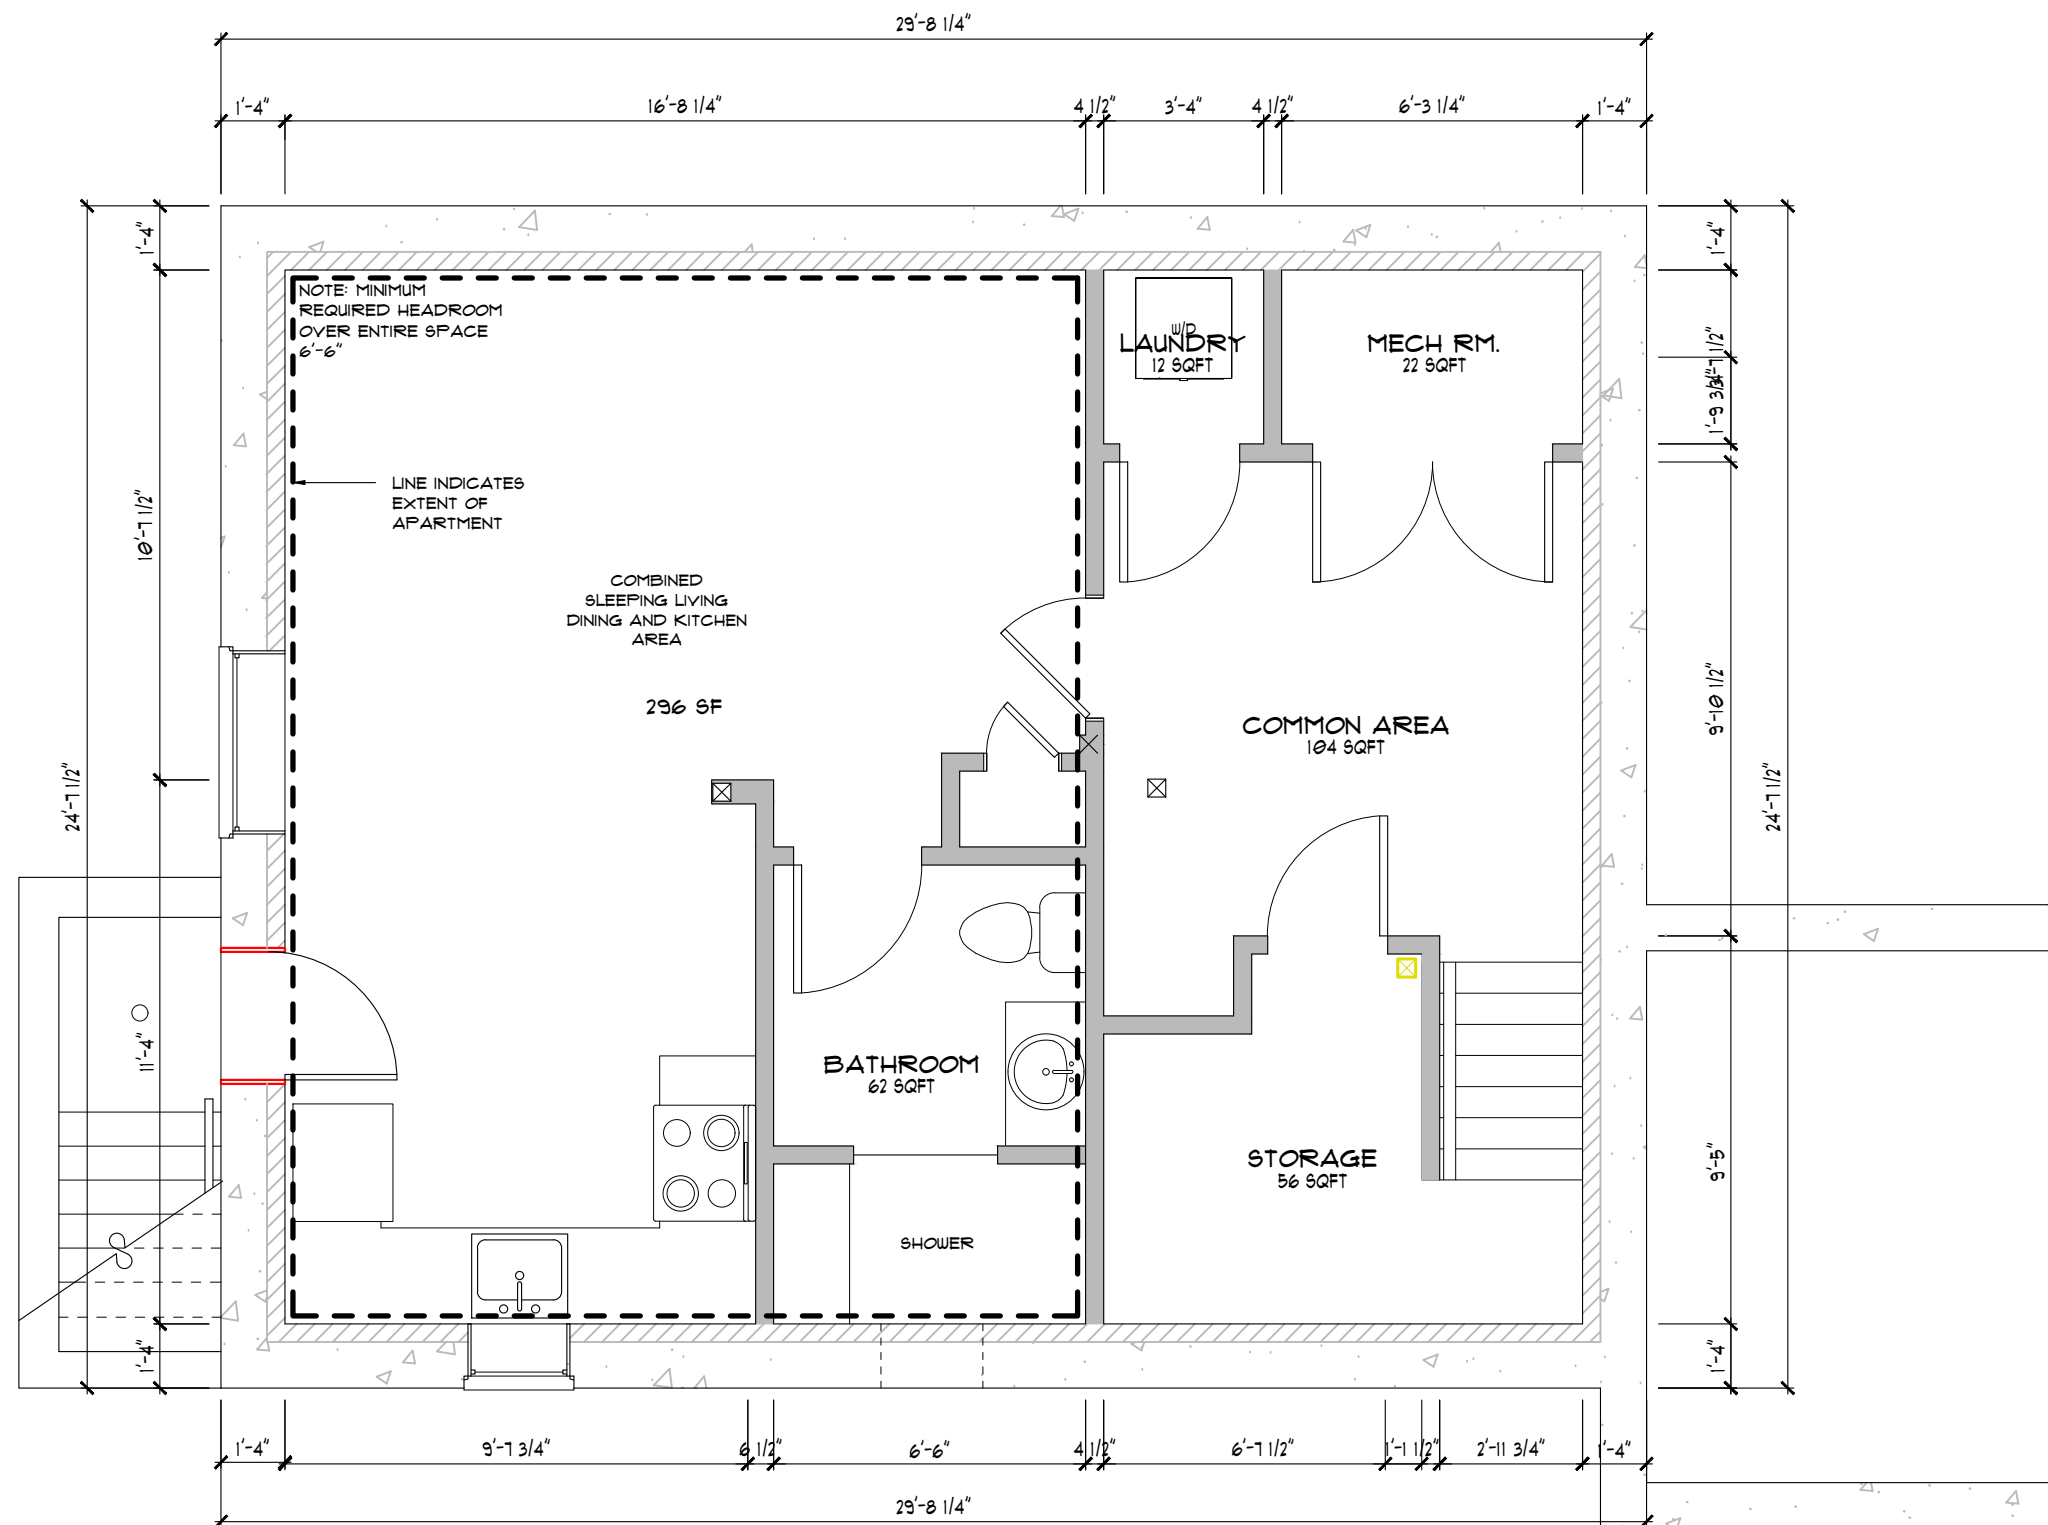 29'-8 1/4"
1'-4"
16'-8 1/4"
4 1/2"
3'-4"
4 1/2"
6'-3 1/4"
1'-4"
1'-4"
10'-7 1/2"
24'-7 1/2"
11'-4"
1'-4"
NOTE: MINIMUM
REQUIRED HEADROOM
OVER ENTIRE SPACE
6'-6"
LINE INDICATES
EXTENT OF
APARTMENT
COMBINED
SLEEPING LIVING
DINING AND KITCHEN
AREA
296 SF
W/D
LAUNDRY
12 SQFT
MECH RM.
22 SQFT
COMMON AREA
104 SQFT
BATHROOM
62 SQFT
STORAGE
56 SQFT
SHOWER
1'-4"
1'-9 3/4"
9'-10 1/2"
24'-7 1/2"
9'-5"
1'-4"
1'-4"
9'-7 3/4"
6 1/2"
6'-6"
4 1/2"
6'-7 1/2"
1'-1 1/2"
2'-11 3/4"
1'-4"
29'-8 1/4"